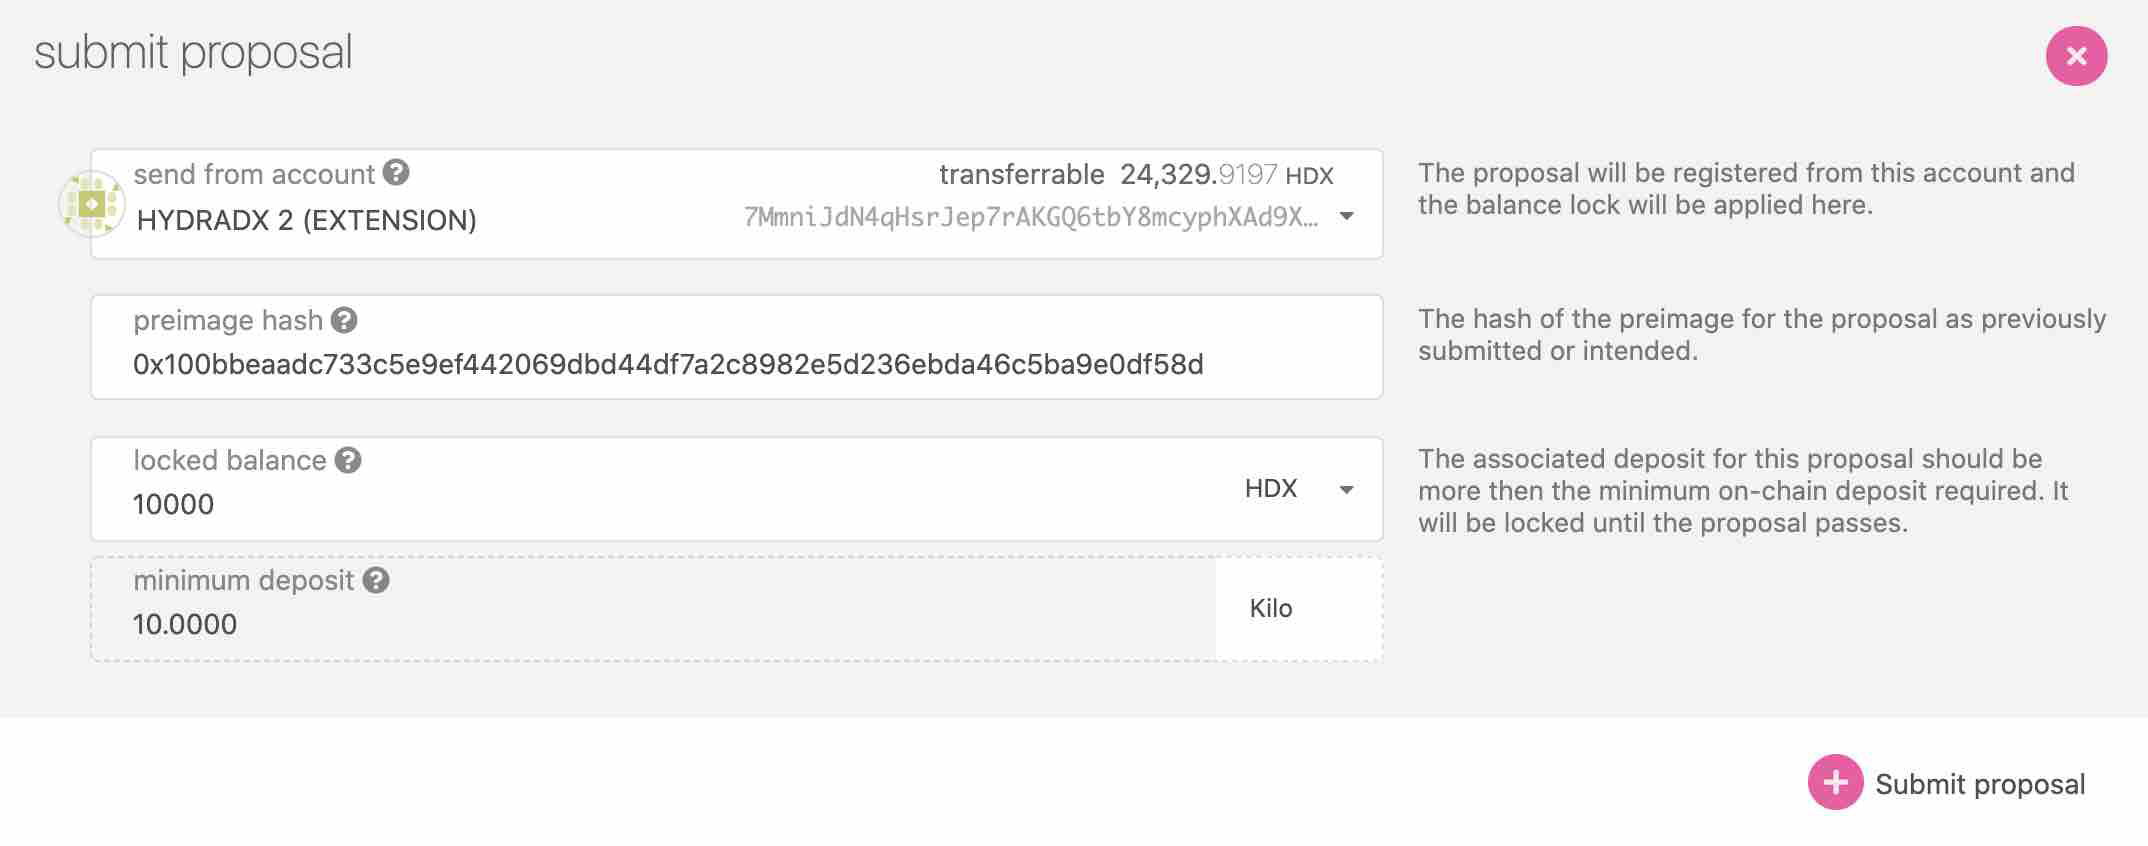 submit proposal
send from account
transferrable 24,329.9197 HDX
HYDRADX 2 (EXTENSION)
7MmniJdN4qHsrJep7rAKGQ6tbY8mcyphXAd9X…
The proposal will be registered from this account and
the balance lock will be applied here.
preimage hash
0x100bbeaadc733c5e9ef442069dbd44df7a2c8982e5d236ebda46c5ba9e0df58d
The hash of the preimage for the proposal as previously
submitted or intended.
locked balance
10000
HDX
The associated deposit for this proposal should be
more then the minimum on-chain deposit required. It
will be locked until the proposal passes.
minimum deposit
10.0000
Kilo
Submit proposal